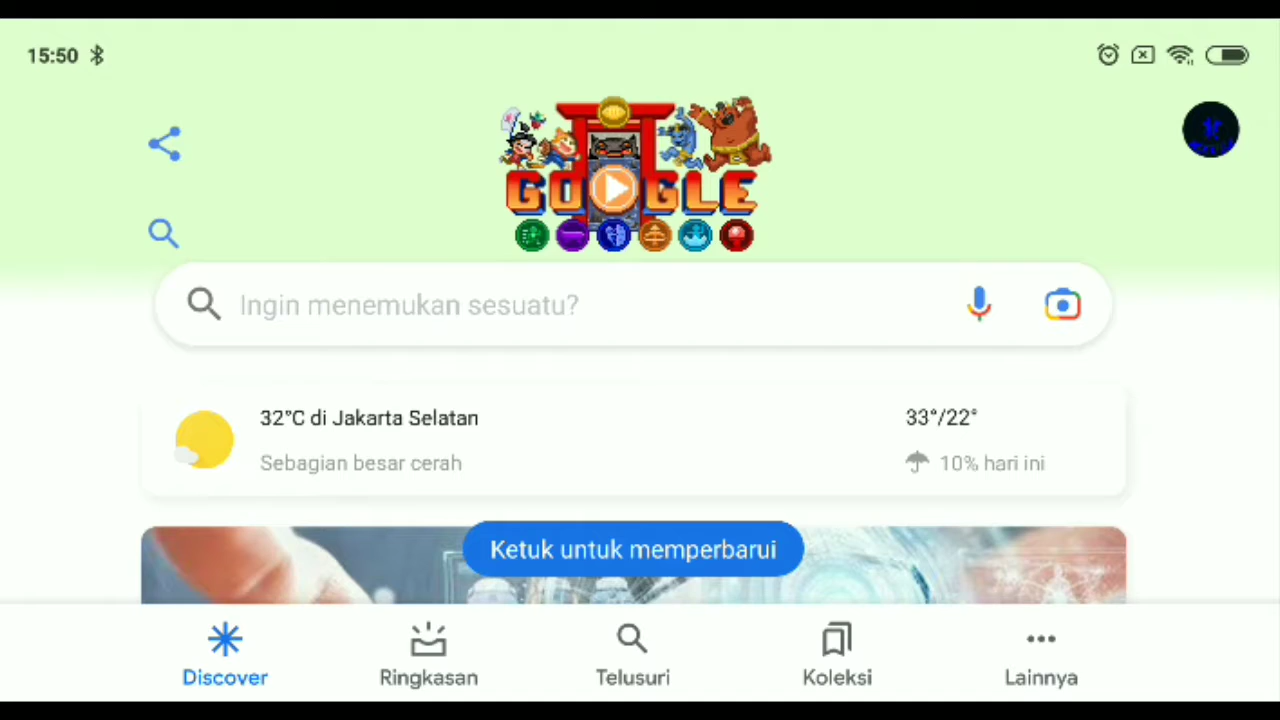 15:50
GOOGLE
Ingin menemukan sesuatu?
32°C di Jakarta Selatan
33°/22°
Sebagian besar cerah
10% hari ini
Ketuk untuk memperbarui
Discover
Ringkasan
Telusuri
Koleksi
Lainnya